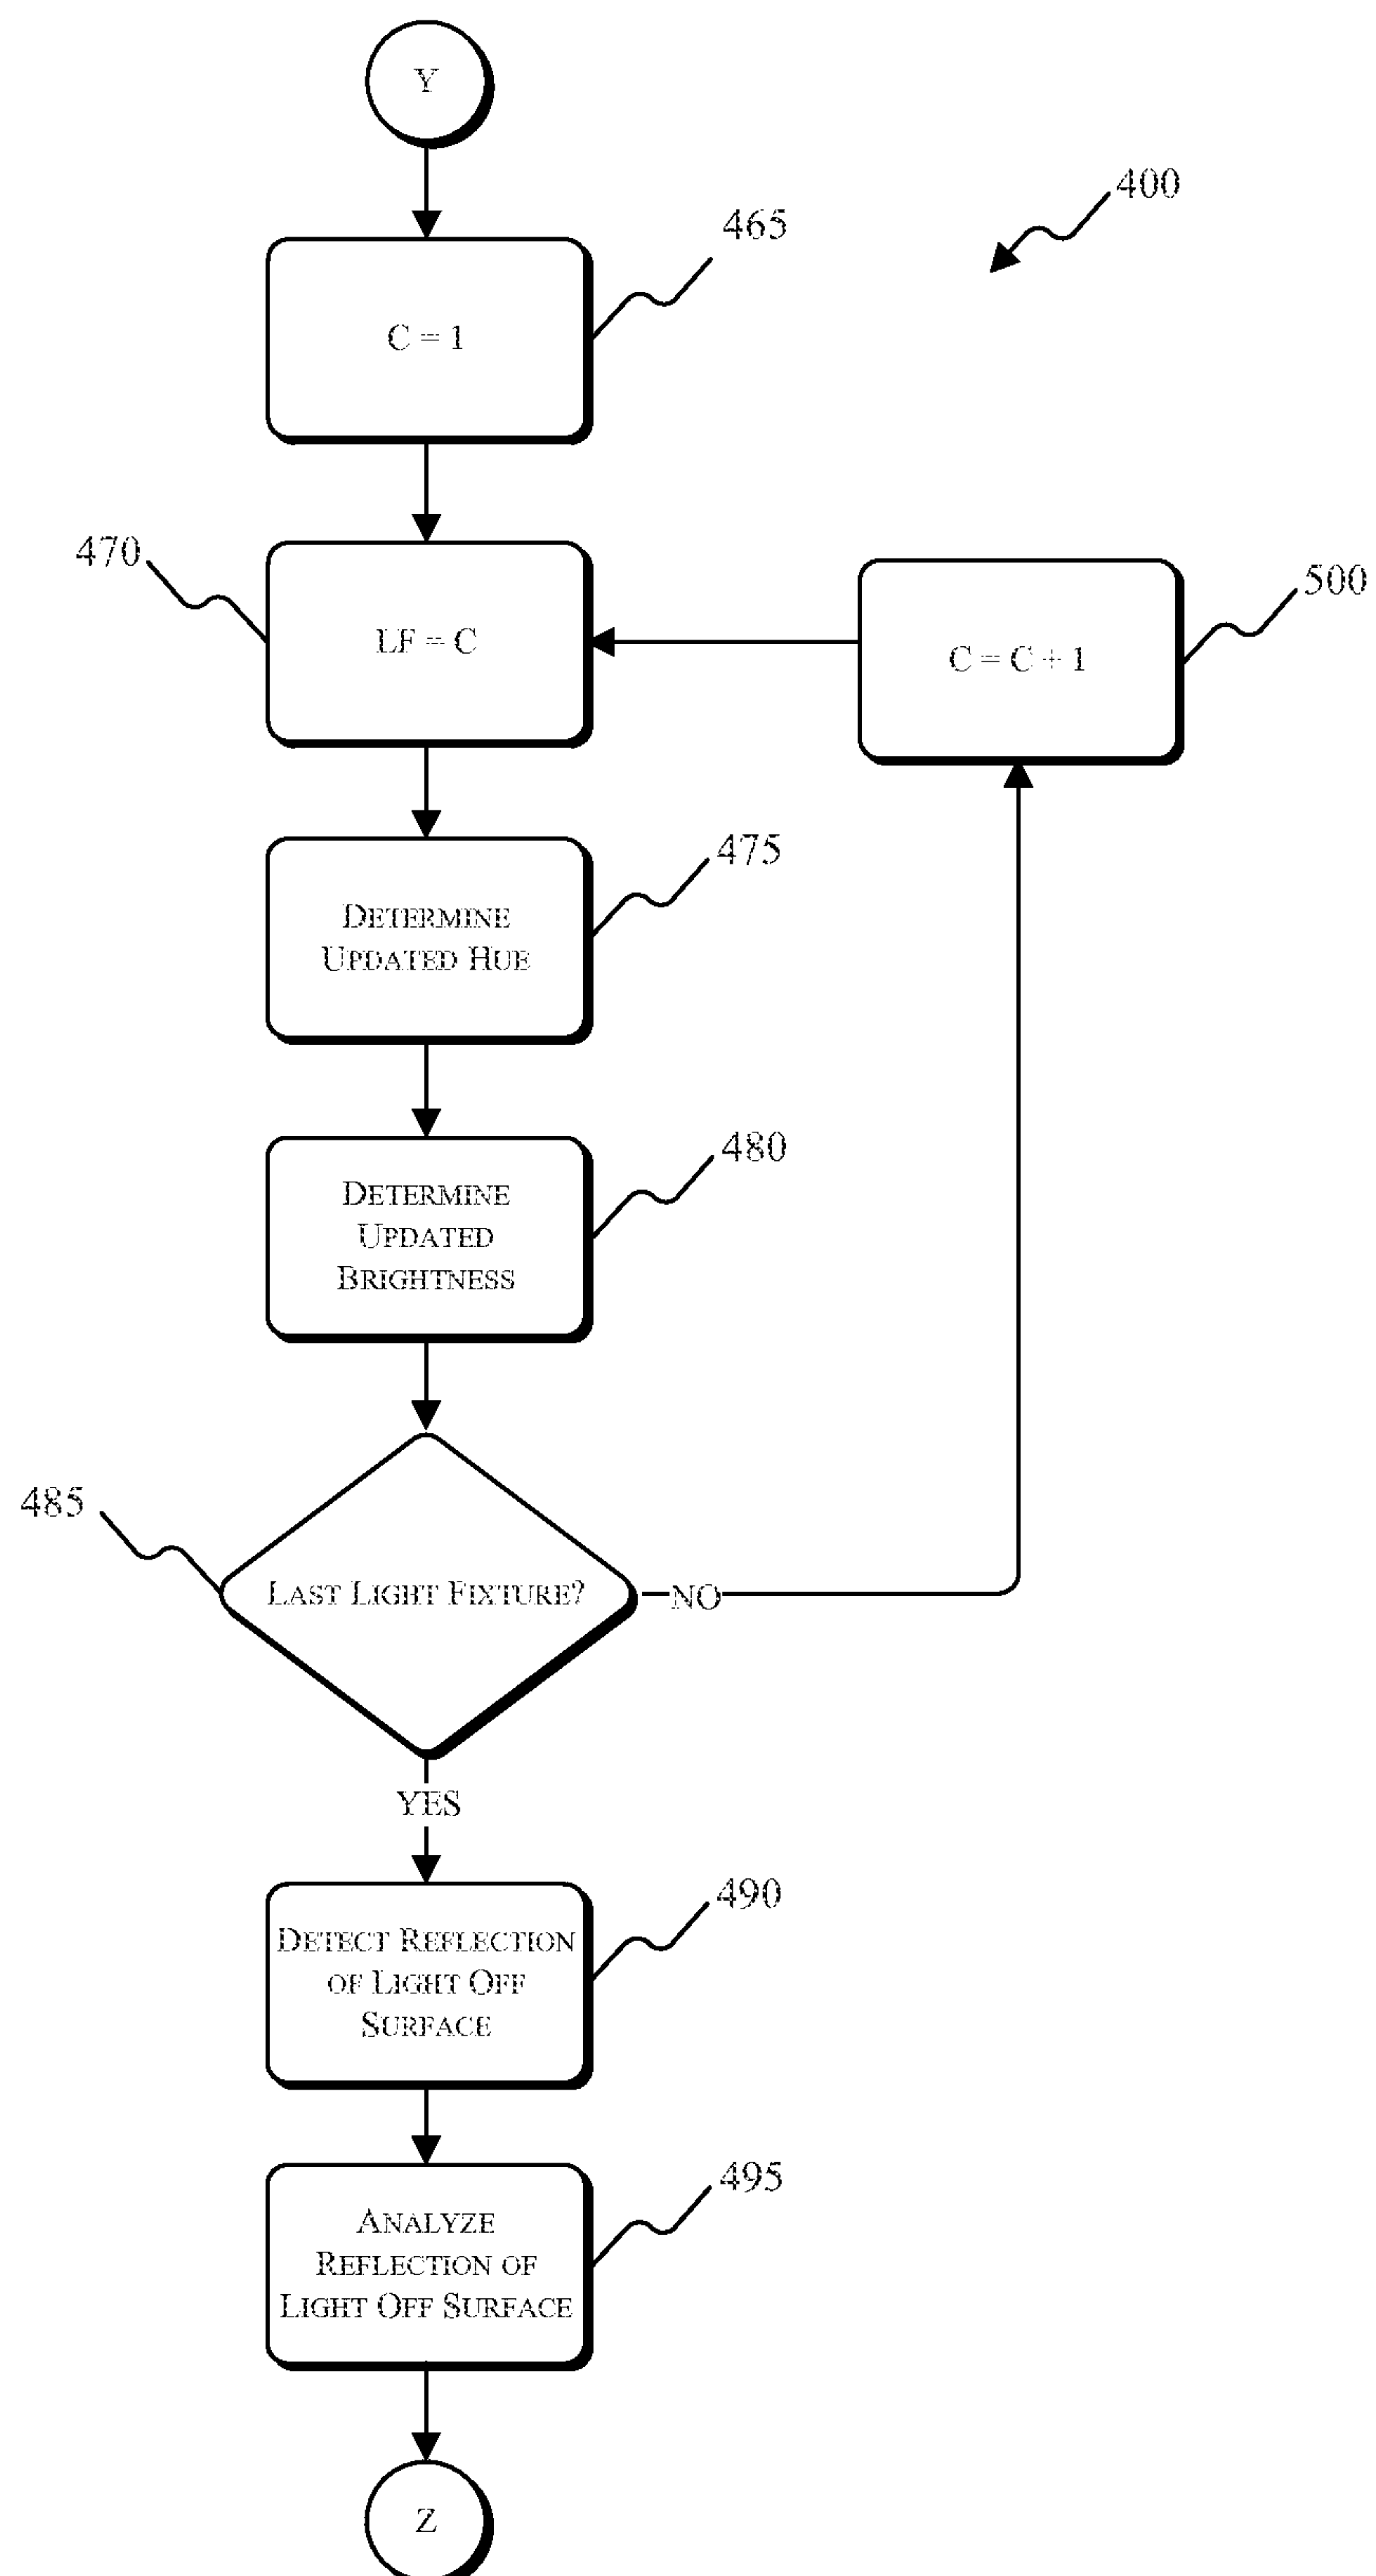 Y
400
465
C = 1
470
LF = C
500
C = C + 1
475
DETERMINE
UPDATED HUE
480
DETERMINE
UPDATED
BRIGHTNESS
485
LAST LIGHT FIXTURE?
NO
YES
490
DETECT REFLECTION
OF LIGHT OFF
SURFACE
495
ANALYZE
REFLECTION OF
LIGHT OFF SURFACE
Z